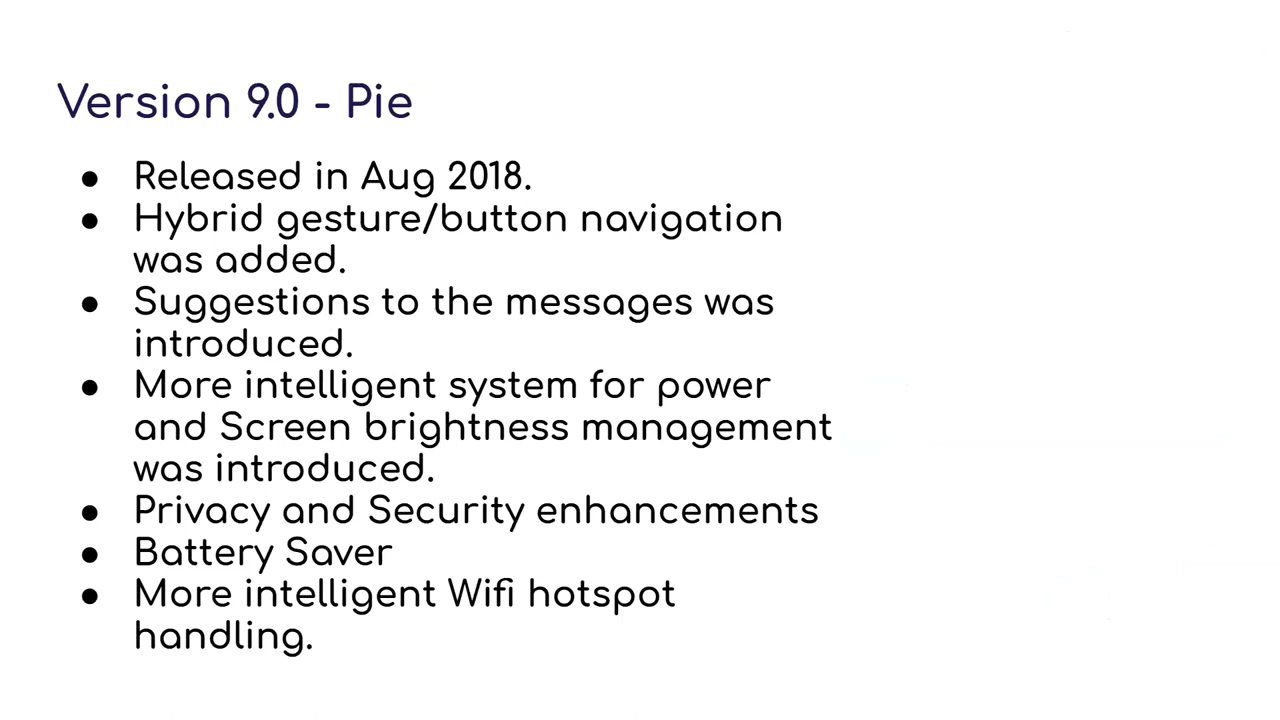 Version 9.0 - Pie
● Released in Aug 2018.
● Hybrid gesture/button navigation
was added.
● Suggestions to the messages was
introduced.
● More intelligent system for power
and Screen brightness management
was introduced.
● Privacy and Security enhancements
● Battery Saver
● More intelligent Wifi hotspot
handling.